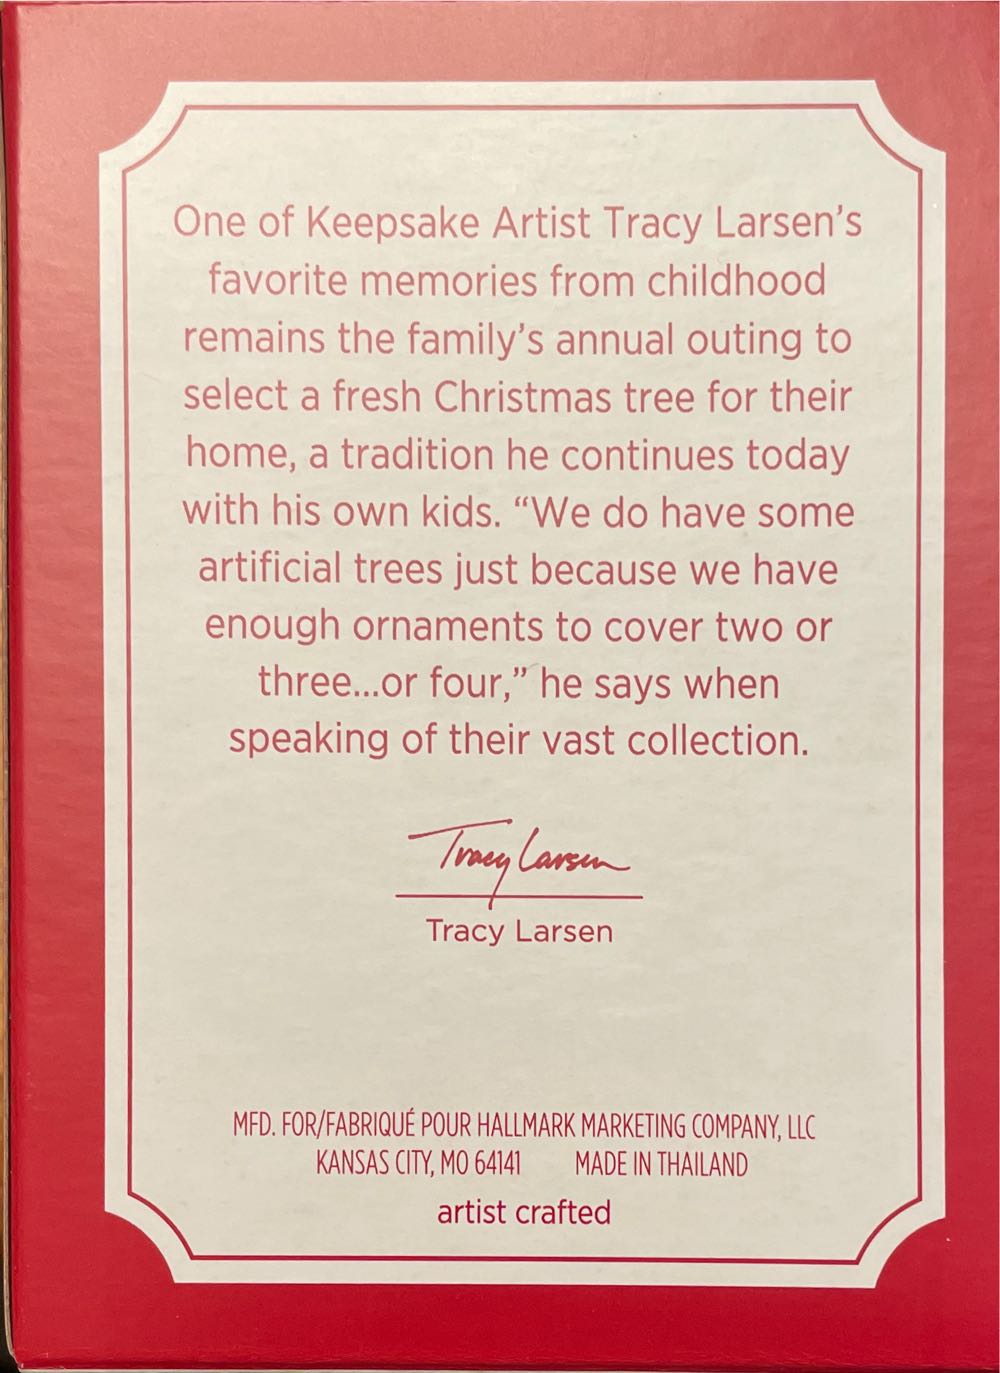 One of Keepsake Artist Tracy Larsen’s
favorite memories from childhood
remains the family’s annual outing to
select a fresh Christmas tree for their
home, a tradition he continues today
with his own kids. “We do have some
artificial trees just because we have
enough ornaments to cover two or
three...or four,” he says when
speaking of their vast collection.
Tracy Larsen
Tracy Larsen
MFD. FOR/FABRIQUÉ POUR HALLMARK MARKETING COMPANY, LLC
KANSAS CITY, MO 64141 MADE IN THAILAND
artist crafted